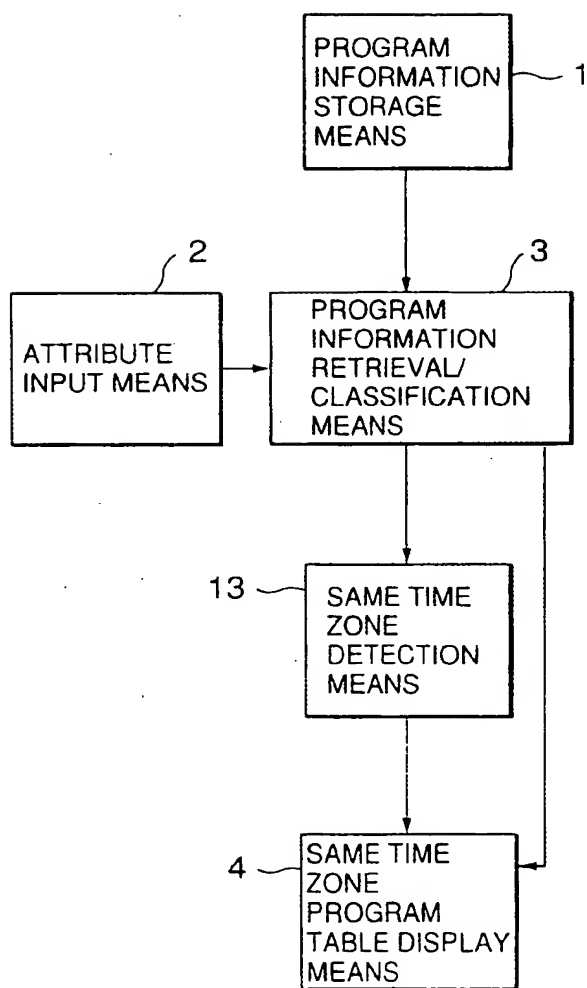 PROGRAM
INFORMATION
STORAGE
MEANS
1
2
ATTRIBUTE
INPUT MEANS
3
PROGRAM
INFORMATION
RETRIEVAL/
CLASSIFICATION
MEANS
13
SAME TIME
ZONE
DETECTION
MEANS
4
SAME TIME
ZONE
PROGRAM
TABLE DISPLAY
MEANS